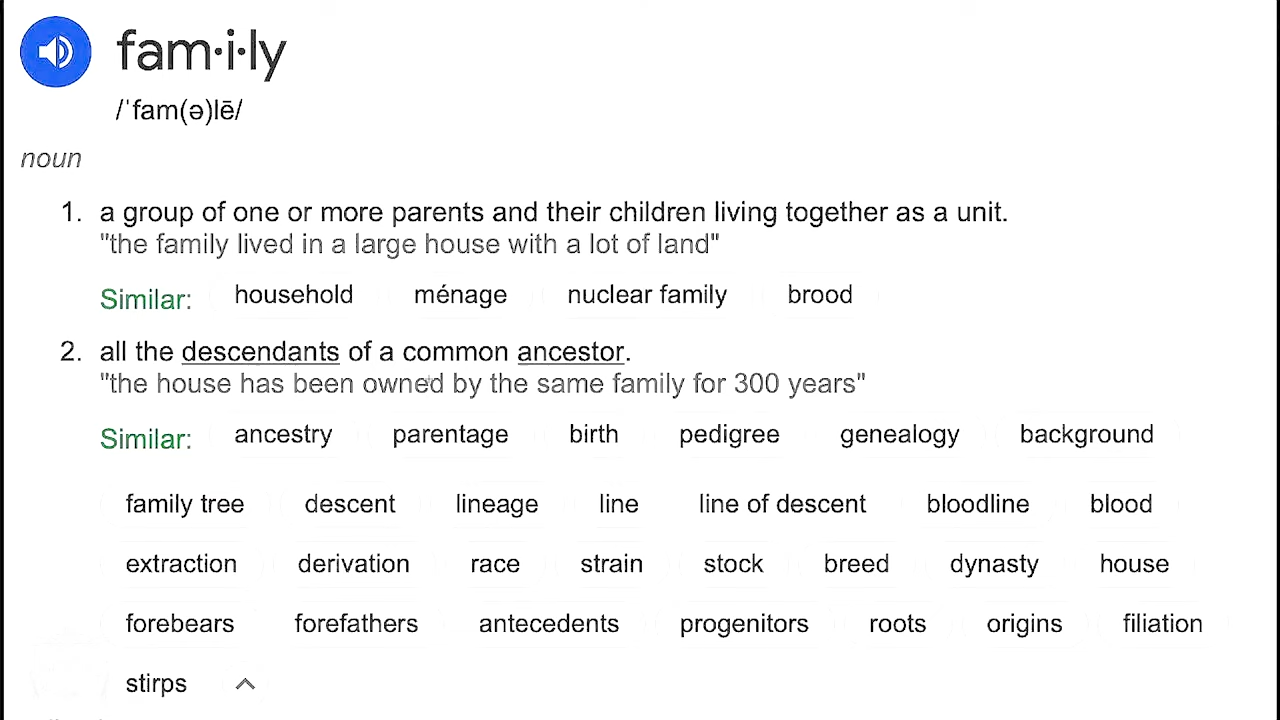 fam·i·ly
/ˈfam(ə)lē/
noun
1. a group of one or more parents and their children living together as a unit.
"the family lived in a large house with a lot of land"
Similar: household ménage nuclear family brood
2. all the descendants of a common ancestor.
"the house has been owned by the same family for 300 years"
Similar: ancestry parentage birth pedigree genealogy background
family tree descent lineage line line of descent bloodline blood
extraction derivation race strain stock breed dynasty house
forebears forefathers antecedents progenitors roots origins filiation
stirps